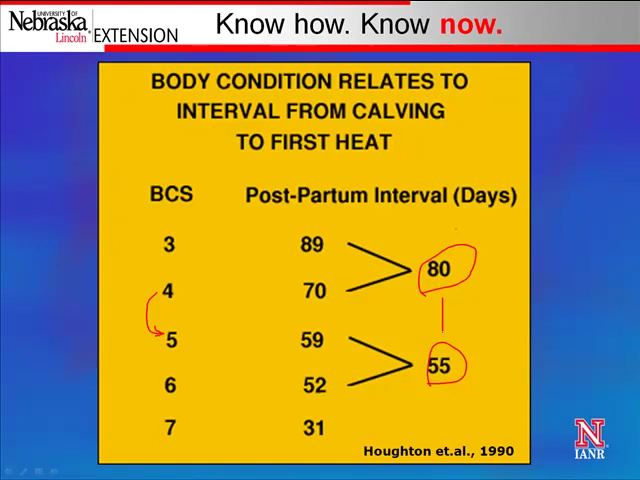 UNIVERSITY OF
Nebraska
Lincoln
EXTENSION
Know how. Know now.
BODY CONDITION RELATES TO
INTERVAL FROM CALVING
TO FIRST HEAT
BCS Post-Partum Interval (Days)
3 89
80
4 70
5 59
55
6 52
7 31
Houghton et.al., 1990
N
IANR